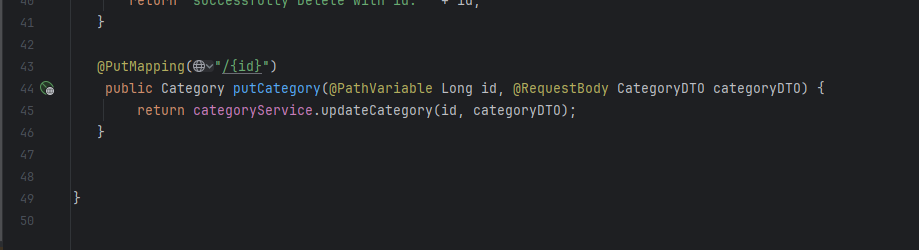 40 return "successfully Delete with id: " + id;
41 }
42
43 @PutMapping("/{id}")
44 public Category putCategory(@PathVariable Long id, @RequestBody CategoryDTO categoryDTO) {
45 return categoryService.updateCategory(id, categoryDTO);
46 }
47
48
49 }
50